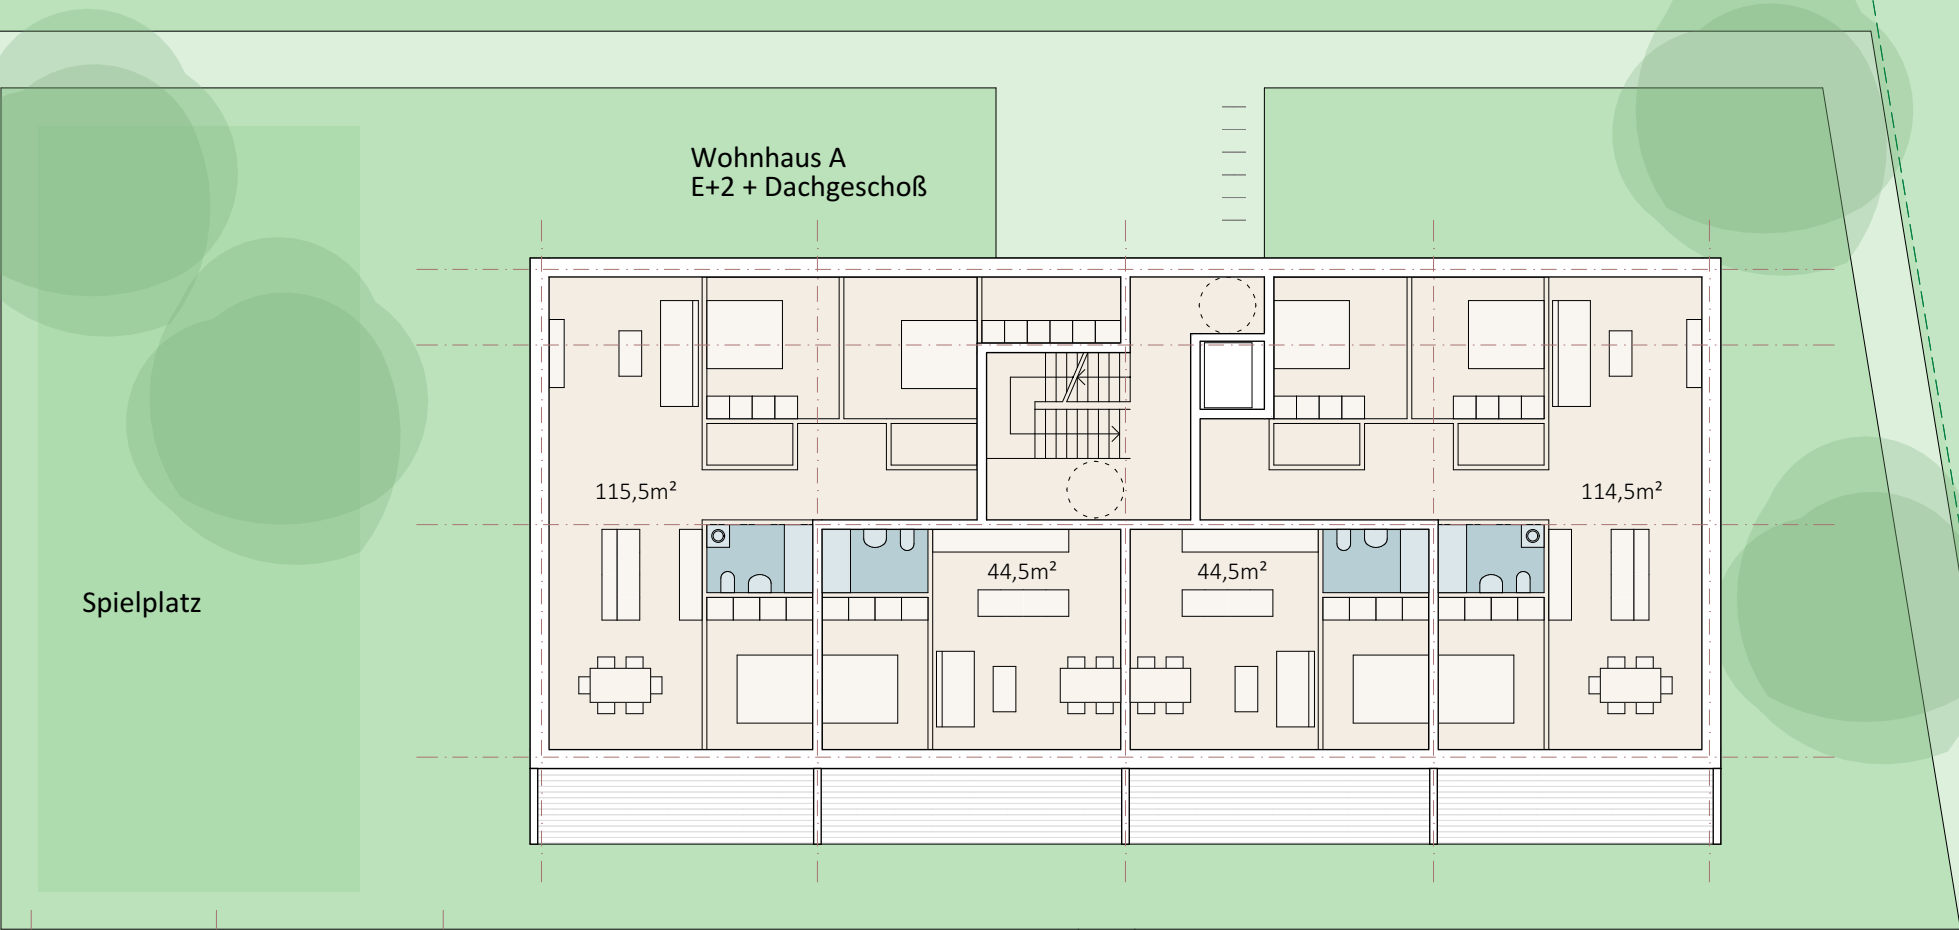 Wohnhaus A
E+2 + Dachgeschoß
115,5m²
114,5m²
44,5m²
44,5m²
Spielplatz